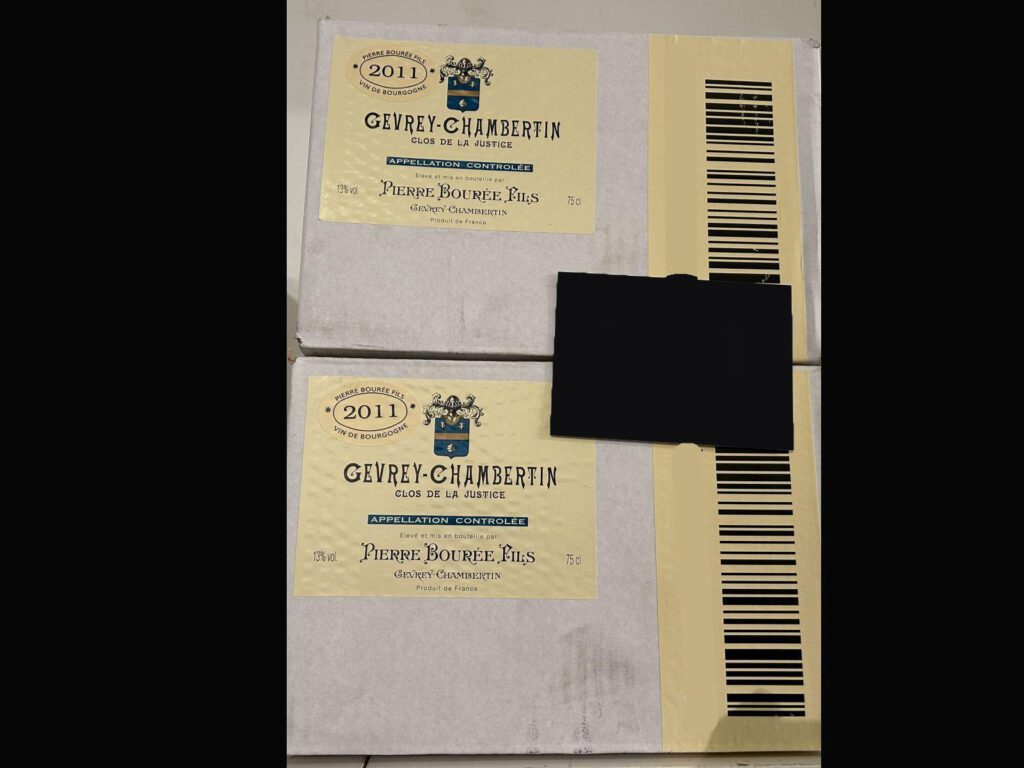 PIERRE BOURÉE FILS
2011
VIN DE BOURGOGNE
GEVREY-CHAMBERTIN
CLOS DE LA JUSTICE
APPELLATION CONTROLÉE
Elevé et mis en bouteille par
13% vol.
PIERRE BOURÉE FILS
75 cl
GEVREY-CHAMBERTIN
Produit de France
PIERRE BOURÉE FILS
2011
VIN DE BOURGOGNE
GEVREY-CHAMBERTIN
CLOS DE LA JUSTICE
APPELLATION CONTROLÉE
Elevé et mis en bouteille par
13% vol.
PIERRE BOURÉE FILS
75 cl
GEVREY-CHAMBERTIN
Produit de France